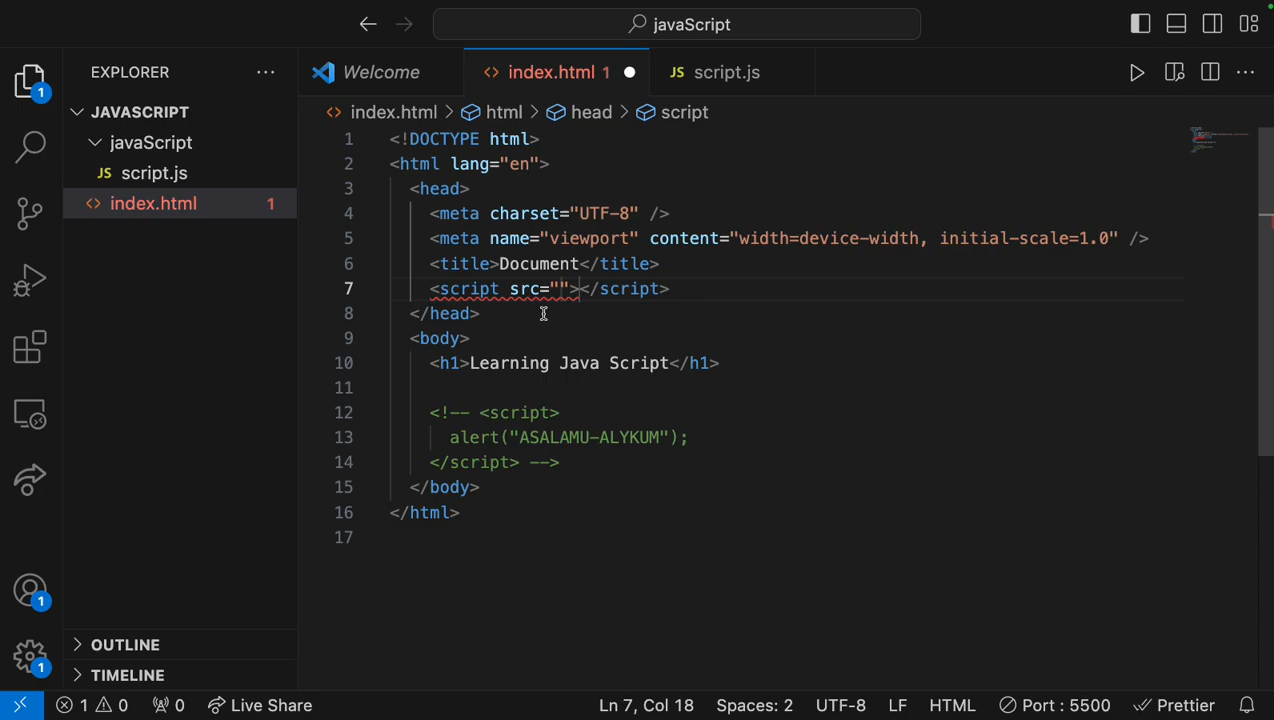 javaScript
EXPLORER
Welcome
index.html 1
JS script.js
JAVASCRIPT
javaScript
JS script.js
index.html 1
index.html > html > head > script
1 <!DOCTYPE html>
2 <html lang="en">
3 <head>
4 <meta charset="UTF-8" />
5 <meta name="viewport" content="width=device-width, initial-scale=1.0" />
6 <title>Document</title>
7 <script src=""></script>
8 </head>
9 <body>
10 <h1>Learning Java Script</h1>
11
12 <!-- <script>
13 alert("ASALAMU-ALYKUM");
14 </script> -->
15 </body>
16 </html>
17
1
1
1
OUTLINE
TIMELINE
1 0 0 Live Share Ln 7, Col 18 Spaces: 2 UTF-8 LF HTML Port : 5500 Prettier